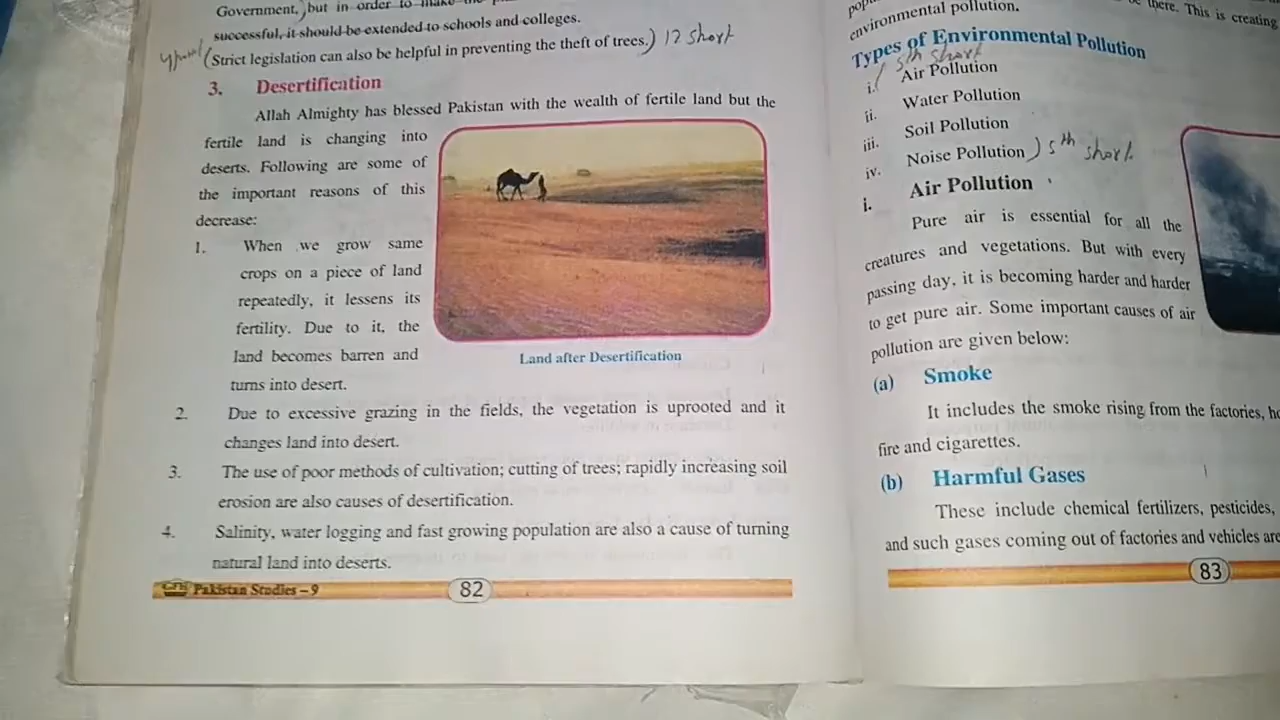 Government, but in order to make the
successful, it should be extended to schools and colleges.
(Strict legislation can also be helpful in preventing the theft of trees.) 12 short
3. Desertification
Allah Almighty has blessed Pakistan with the wealth of fertile land but the
fertile land is changing into
deserts. Following are some of
the important reasons of this
decrease:
1. When we grow same
crops on a piece of land
repeatedly, it lessens its
fertility. Due to it, the
land becomes barren and
turns into desert.
Land after Desertification
2. Due to excessive grazing in the fields, the vegetation is uprooted and it
changes land into desert.
3. The use of poor methods of cultivation; cutting of trees; rapidly increasing soil
erosion are also causes of desertification.
4. Salinity, water logging and fast growing population are also a cause of turning
natural land into deserts.
Pakistan Studies – 9
82
there. This is creating
environmental pollution.
Types of Environmental Pollution
5th short
i. ( Air Pollution
ii. Water Pollution
iii. Soil Pollution
iv. Noise Pollution ) 5th short
i. Air Pollution
Pure air is essential for all the
creatures and vegetations. But with every
passing day, it is becoming harder and harder
to get pure air. Some important causes of air
pollution are given below:
(a) Smoke
It includes the smoke rising from the factories,
fire and cigarettes.
(b) Harmful Gases
These include chemical fertilizers, pesticides,
and such gases coming out of factories and vehicles are
83